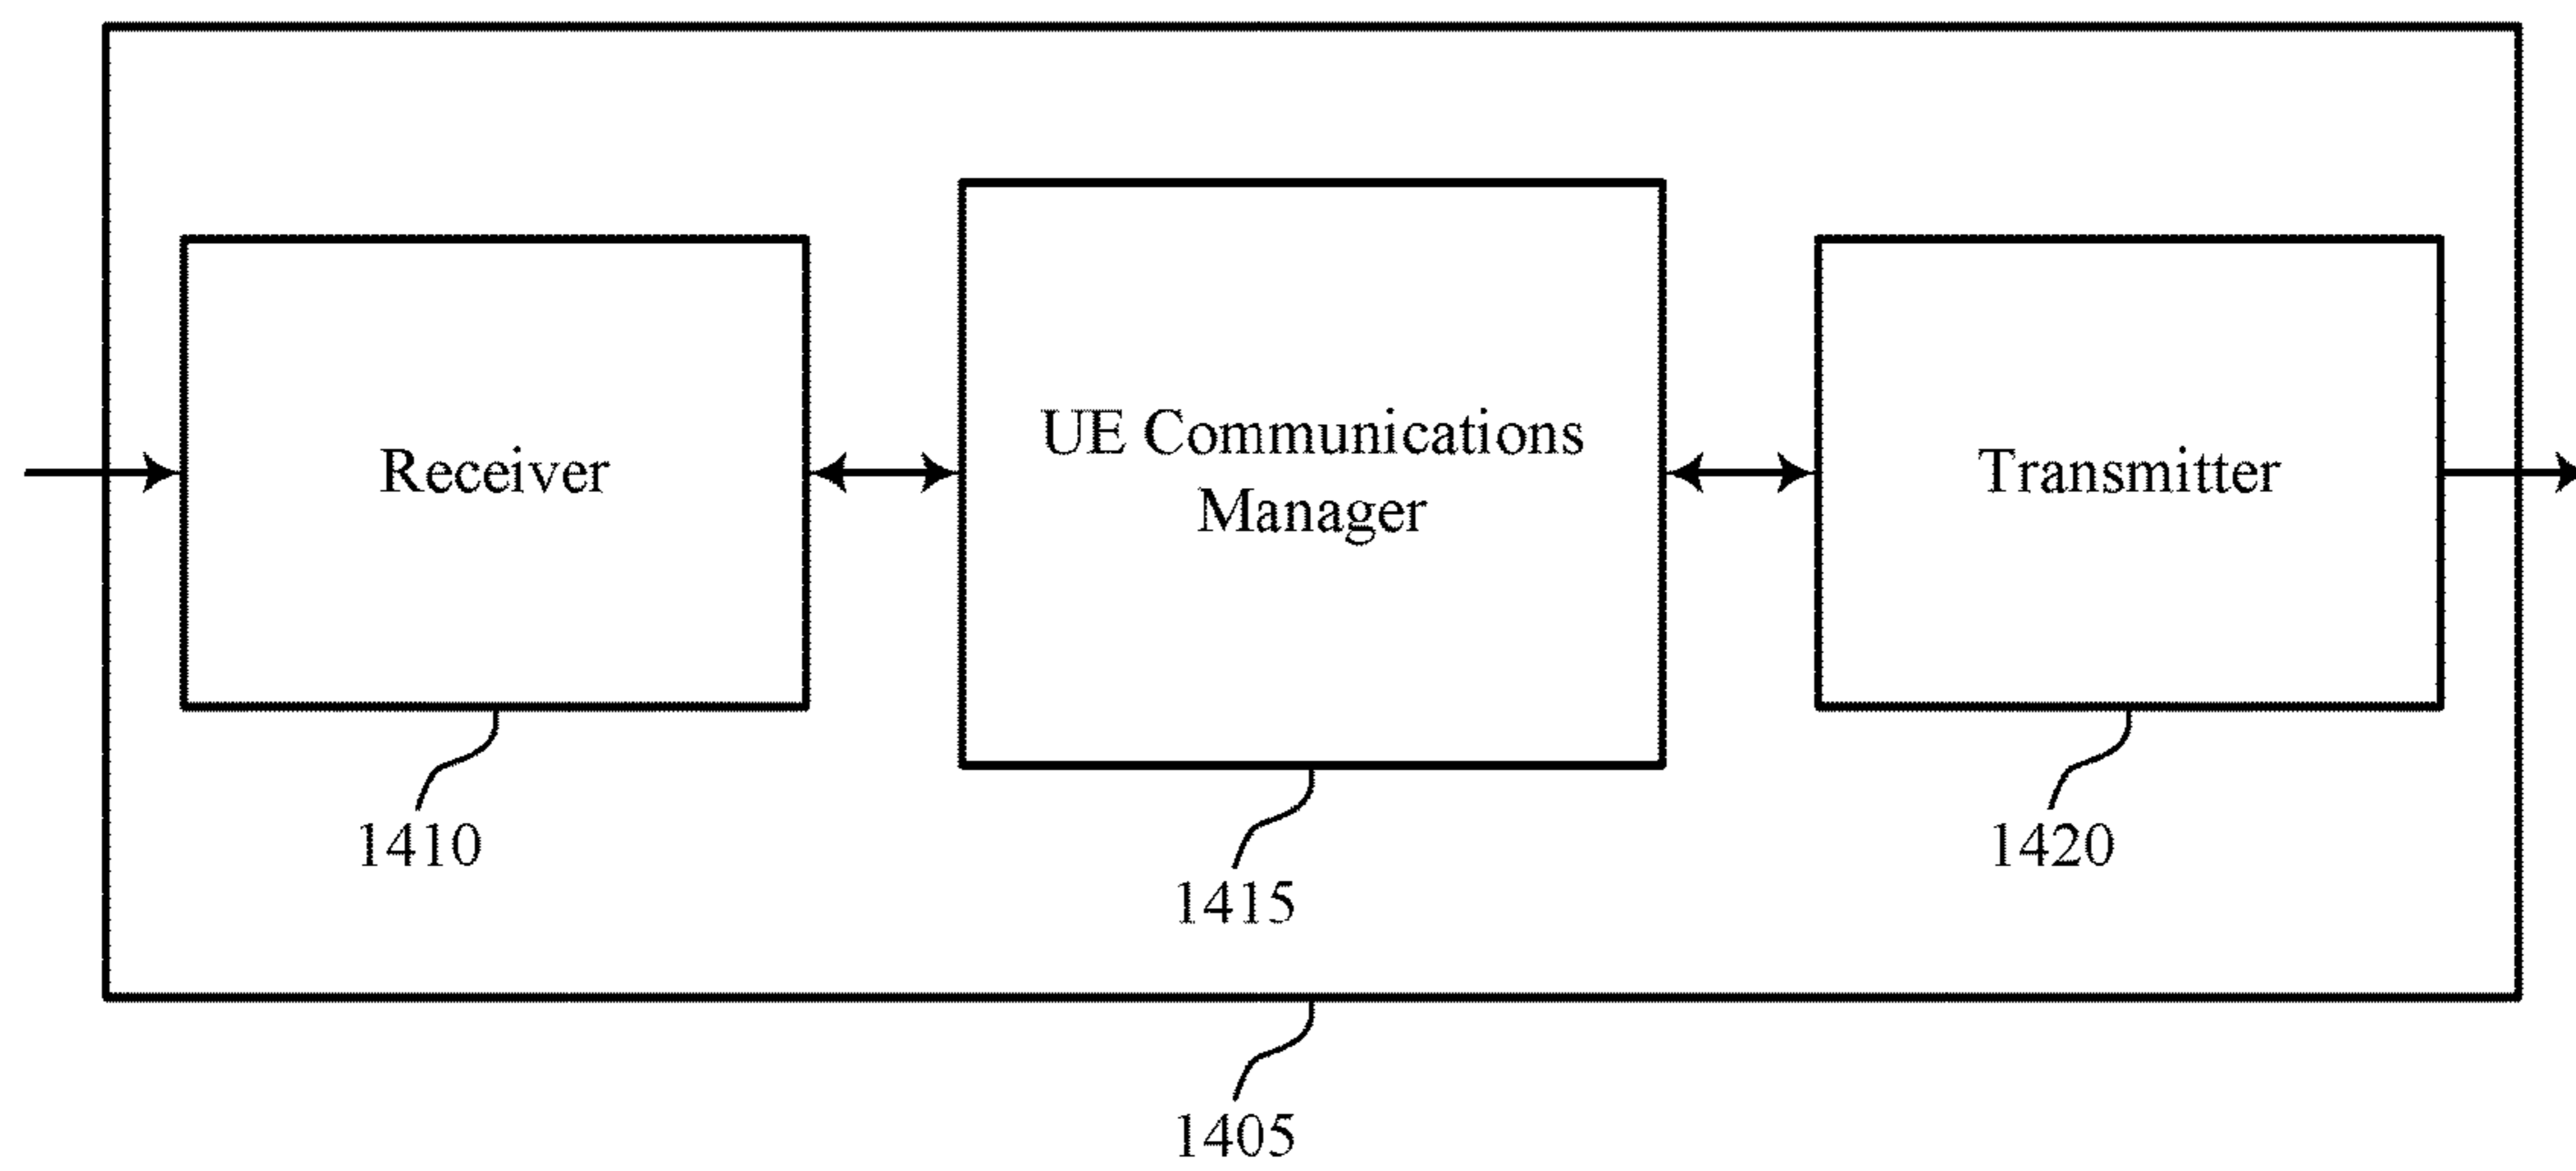 Receiver
UE Communications
Manager
Transmitter
1410
1415
1420
1405